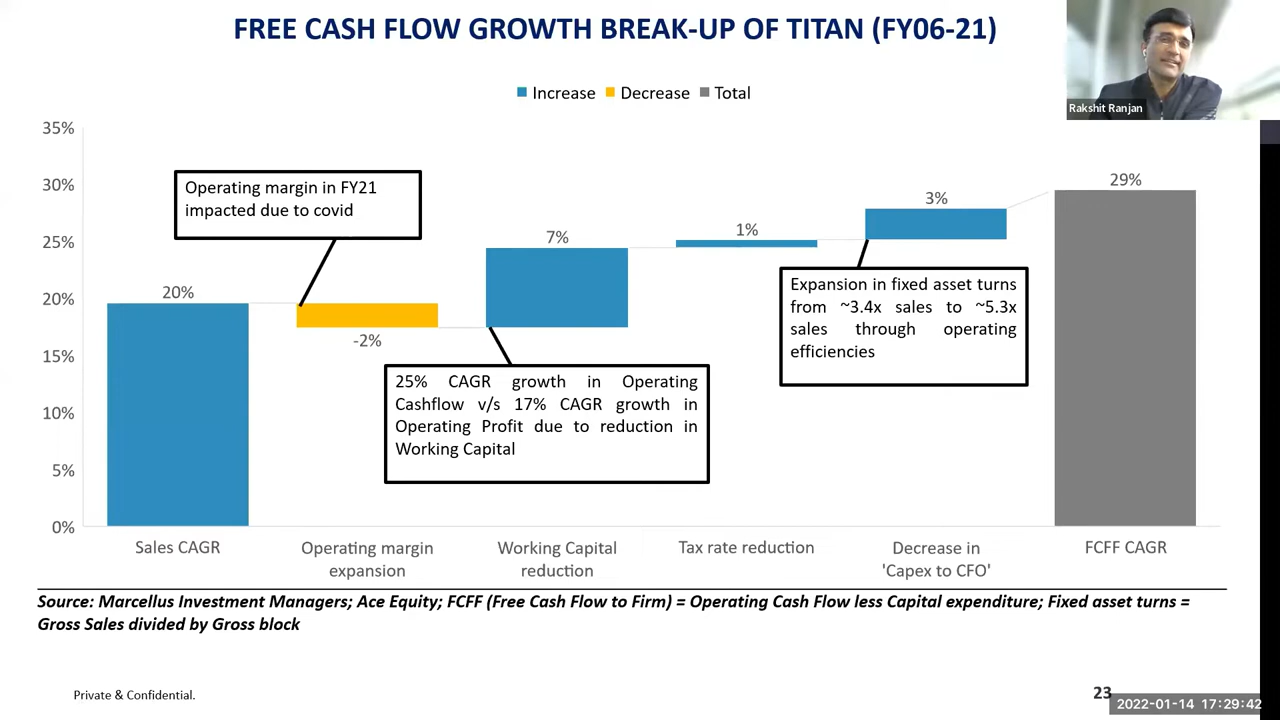 FREE CASH FLOW GROWTH BREAK-UP OF TITAN (FY06-21)
Rakshit Ranjan
Increase Decrease Total
35%
30%
25%
20%
15%
10%
5%
0%
Operating margin in FY21
impacted due to covid
20%
-2%
7%
1%
3%
29%
25% CAGR growth in Operating
Cashflow v/s 17% CAGR growth in
Operating Profit due to reduction in
Working Capital
Expansion in fixed asset turns
from ~3.4x sales to ~5.3x
sales through operating
efficiencies
Sales CAGR
Operating margin
expansion
Working Capital
reduction
Tax rate reduction
Decrease in
'Capex to CFO'
FCFF CAGR
Source: Marcellus Investment Managers; Ace Equity; FCFF (Free Cash Flow to Firm) = Operating Cash Flow less Capital expenditure; Fixed asset turns =
Gross Sales divided by Gross block
Private & Confidential.
23
2022-01-14 17:29:42